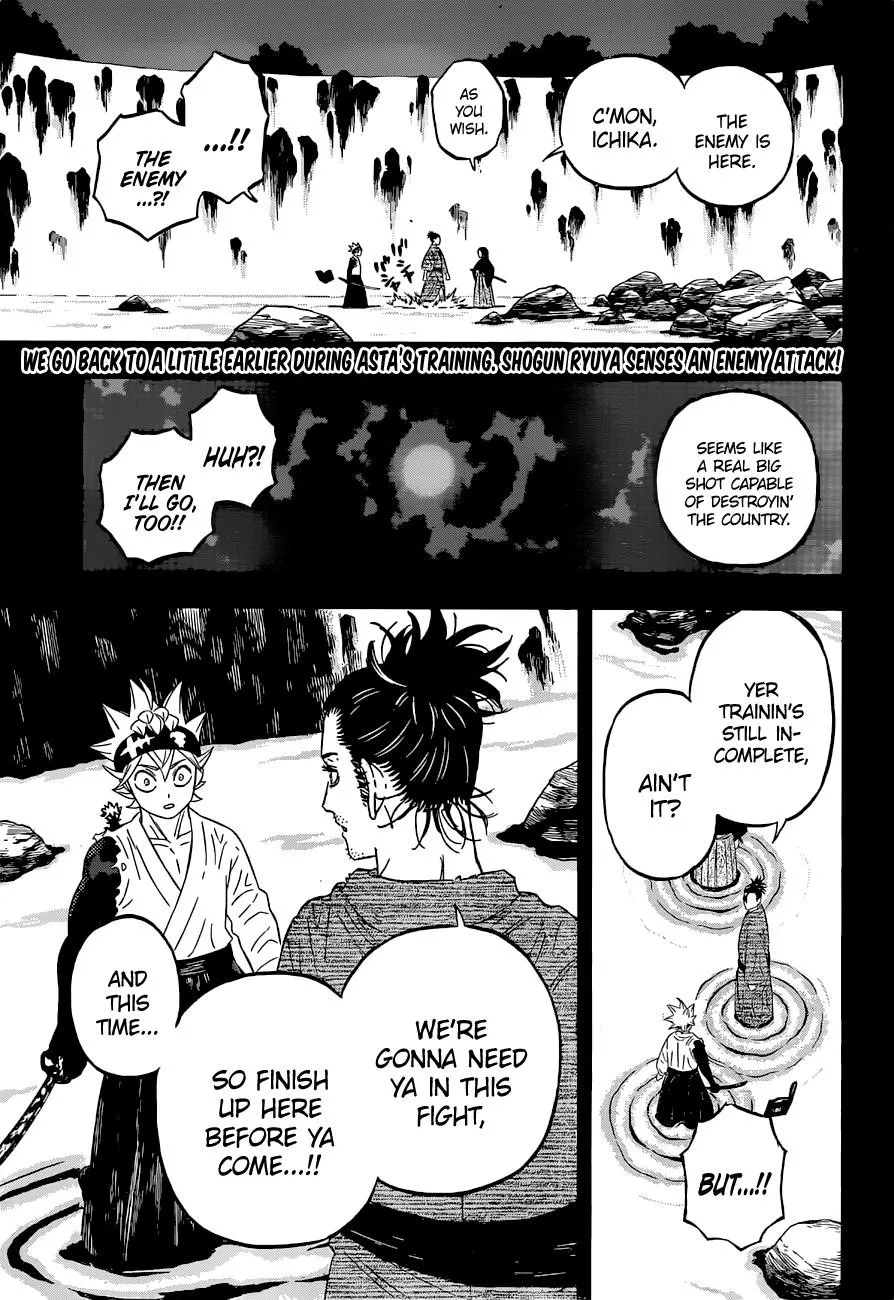 THE
ENEMY IS
HERE.
C'MON,
ICHIKA.
AS
YOU
WISH.
....!!
THE
ENEMY
...?!
WE GO BACK TO A LITTLE EARLIER DURING ASTA'S TRAINING. SHOGUN RYUYA SENSES AN ENEMY ATTACK!
SEEMS LIKE
A REAL BIG
SHOT CAPABLE
OF DESTROYIN'
THE COUNTRY.
HUH?!
THEN
I'LL GO,
TOO!!
YER
TRAININ'S
STILL IN-
COMPLETE,
AIN'T
IT?
BUT...!!
WE'RE
GONNA NEED
YA IN THIS
FIGHT,
SO FINISH
UP HERE
BEFORE YA
COME...!!
AND
THIS
TIME...